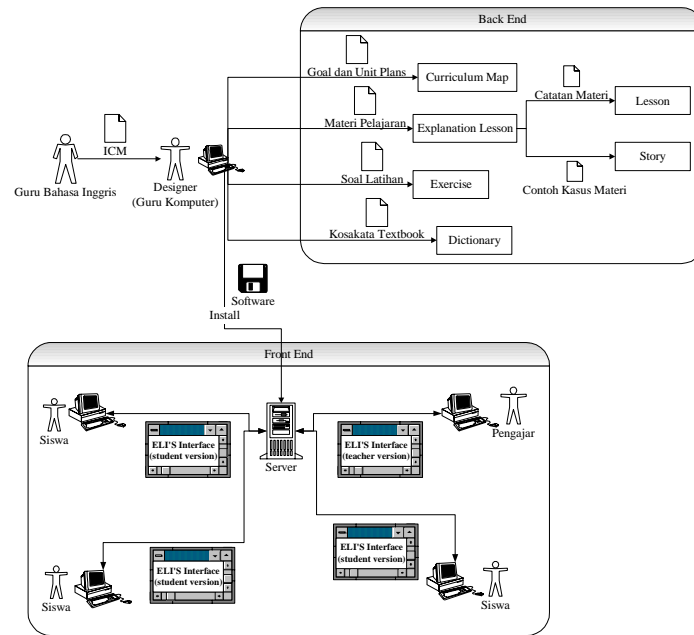 Back End
Goal dan Unit Plans
Curriculum Map
Catatan Materi
Lesson
ICM
Materi Pelajaran
Explanation Lesson
Guru Bahasa Inggris
Designer
(Guru Komputer)
Soal Latihan
Exercise
Story
Contoh Kasus Materi
Kosakata Textbook
Dictionary
Software
Install
Front End
Siswa
ELI'S Interface
(student version)
Server
ELI'S Interface
(teacher version)
Pengajar
Siswa
ELI'S Interface
(student version)
ELI'S Interface
(student version)
Siswa